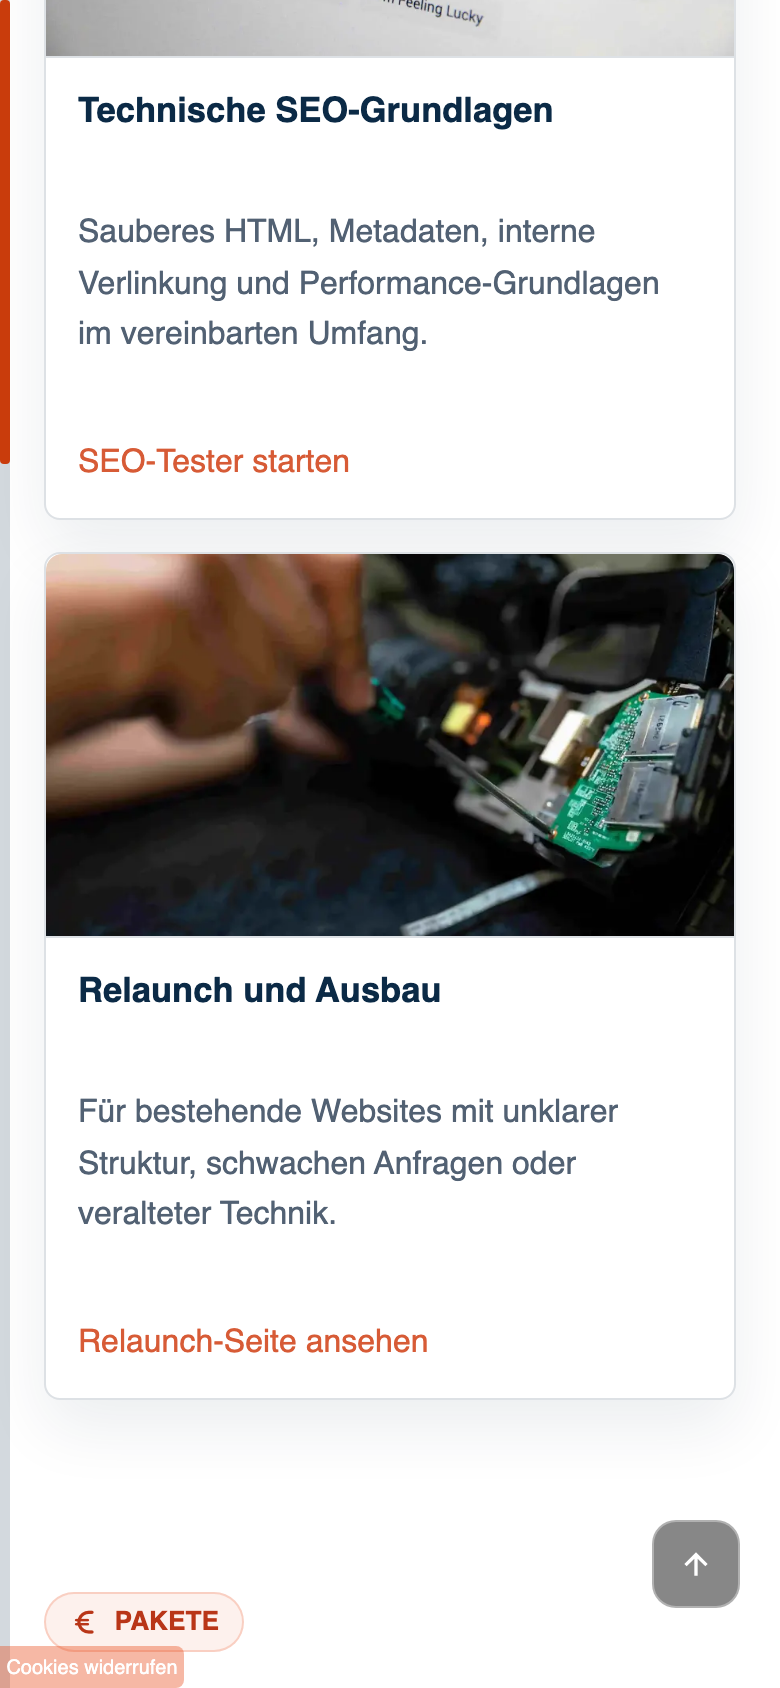 Feeling Lucky
Technische SEO-Grundlagen
Sauberes HTML, Metadaten, interne
Verlinkung und Performance-Grundlagen
im vereinbarten Umfang.
SEO-Tester starten
Relaunch und Ausbau
Für bestehende Websites mit unklarer
Struktur, schwachen Anfragen oder
veralteter Technik.
Relaunch-Seite ansehen
€ PAKETE
Cookies widerrufen